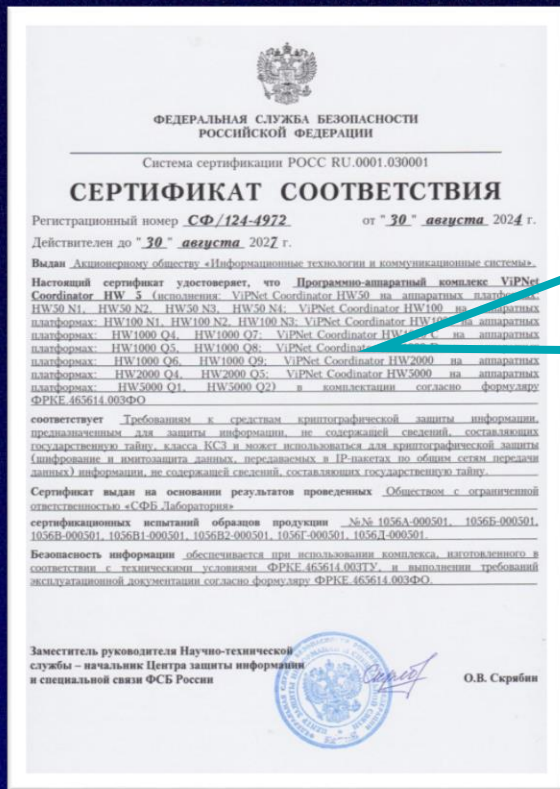 ФЕДЕРАЛЬНАЯ СЛУЖБА БЕЗОПАСНОСТИ
РОССИЙСКОЙ ФЕДЕРАЦИИ
Система сертификации РОСС RU.0001.030001
СЕРТИФИКАТ СООТВЕТСТВИЯ
Регистрационный номер СФ/124-4972 от "30" августа 2024 г.
Действителен до "30" августа 2027 г.
Выдан Акционерному обществу «Информационные технологии и коммуникационные системы».
Настоящий сертификат удостоверяет, что Программно-аппаратный комплекс ViPNet
Coordinator HW 5 (исполнения: ViPNet Coordinator HW50 на аппаратных платформах:
HW50 N1, HW50 N2, HW50 N3, HW50 N4; ViPNet Coordinator HW100 на аппаратных
платформах: HW100 N1, HW100 N2, HW100 N3; ViPNet Coordinator на аппаратных
платформах: HW1000 Q4, HW1000 Q7; ViPNet Coordinator на аппаратных
платформах: HW1000 Q5, HW1000 Q8; ViPNet Coordinator на аппаратных
платформах: HW1000 Q6, HW1000 Q9; ViPNet Coordinator HW2000 на аппаратных
платформах: HW2000 Q4, HW2000 Q5; ViPNet Coodinator HW5000 на аппаратных
платформах: HW5000 Q1, HW5000 Q2) в комплектации согласно формуляру
ФРКЕ.465614.003ФО
соответствует Требованиям к средствам криптографической защиты информации,
предназначенным для защиты информации, не содержащей сведений, составляющих
государственную тайну, класса КС3 и может использоваться для криптографической защиты
(шифрование и имитозащита данных, передаваемых в IP-пакетах по общим сетям передачи
данных) информации, не содержащей сведений, составляющих государственную тайну.
Сертификат выдан на основании результатов проведенных Обществом с ограниченной
ответственностью «СФБ Лаборатория»
сертификационных испытаний образцов продукции №№ 1056А-000501, 1056Б-000501,
1056В-000501, 1056В1-000501, 1056В2-000501, 1056Г-000501, 1056Д-000501.
Безопасность информации обеспечивается при использовании комплекса, изготовленного в
соответствии с техническими условиями ФРКЕ.465614.003ТУ, и выполнении требований
эксплуатационной документации согласно формуляру ФРКЕ.465614.003ФО.
Заместитель руководителя Научно-технической
службы – начальник Центра защиты информации
и специальной связи ФСБ России О.В. Скрябин